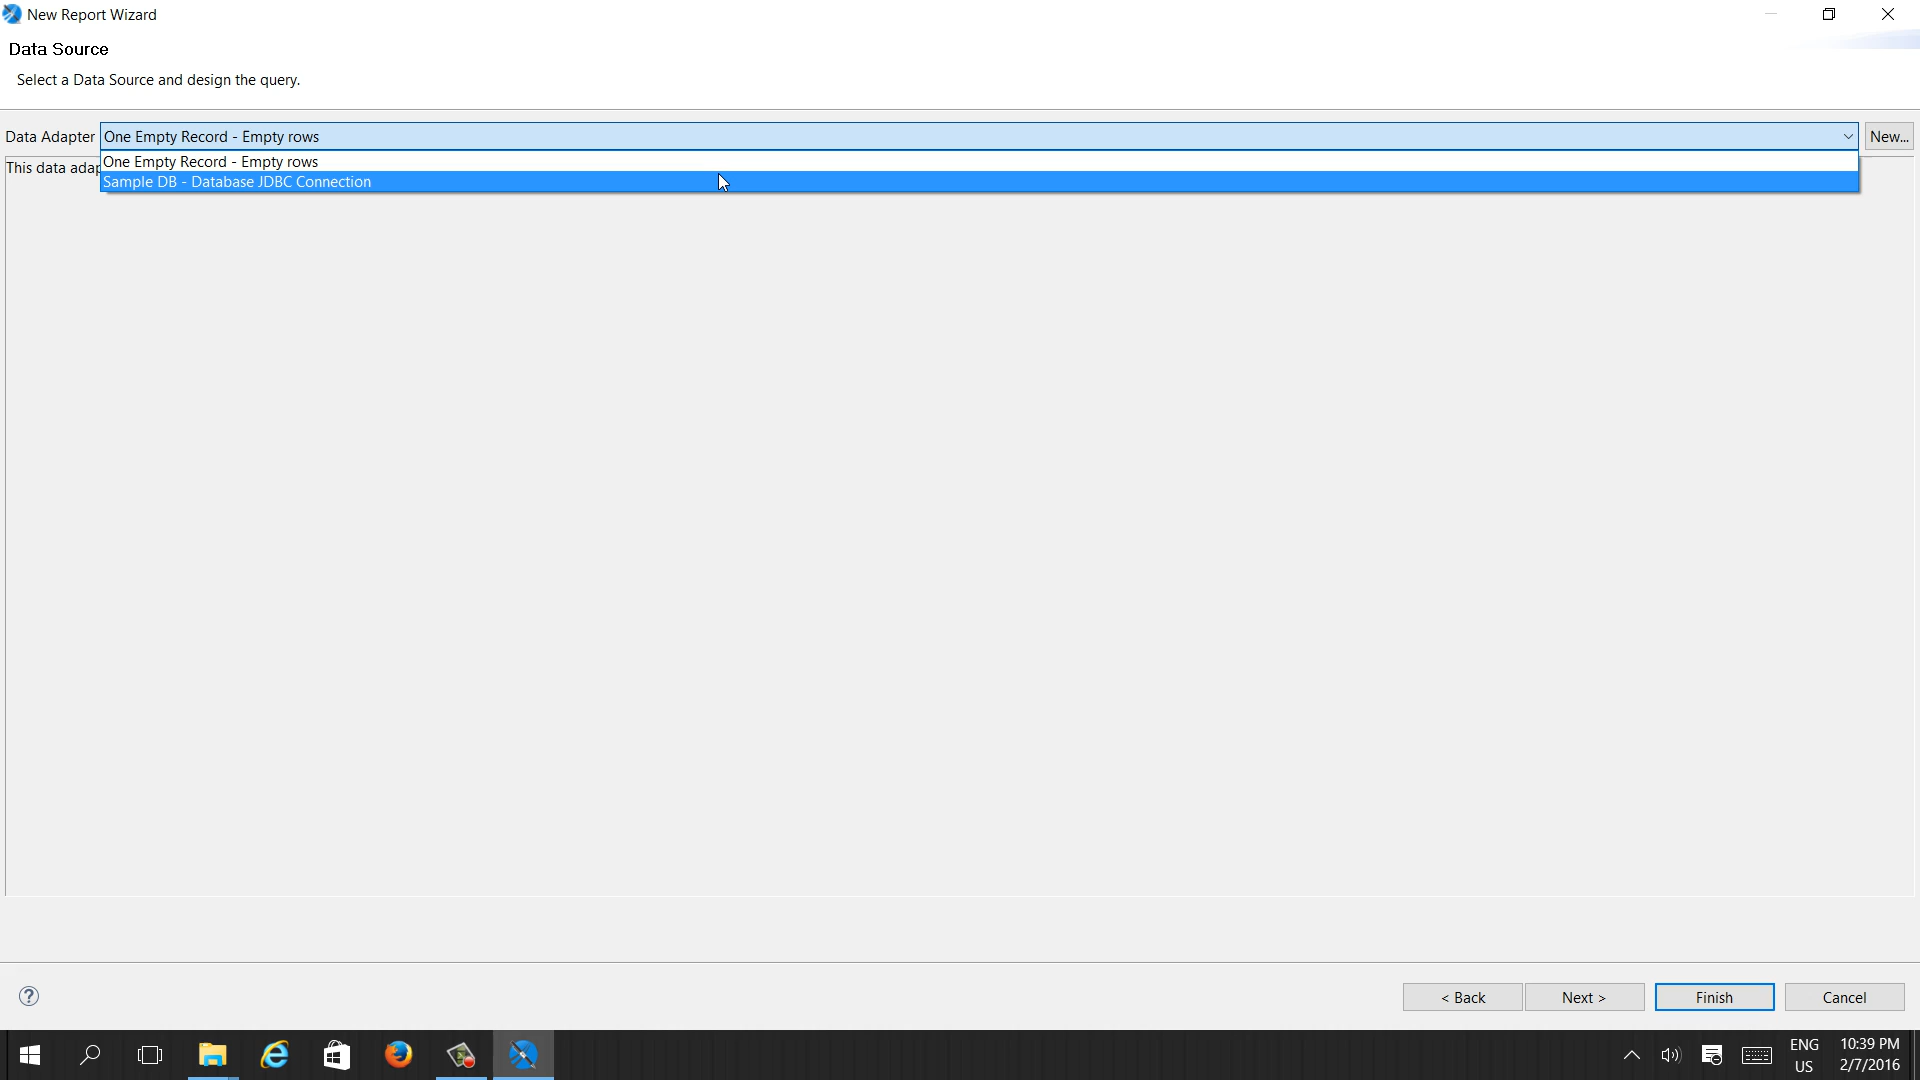 New Report Wizard
Data Source
Select a Data Source and design the query.
Data Adapter One Empty Record - Empty rows New...
One Empty Record - Empty rows
This data adap
Sample DB - Database JDBC Connection
< Back Next > Finish Cancel
ENG 10:39 PM
US 2/7/2016